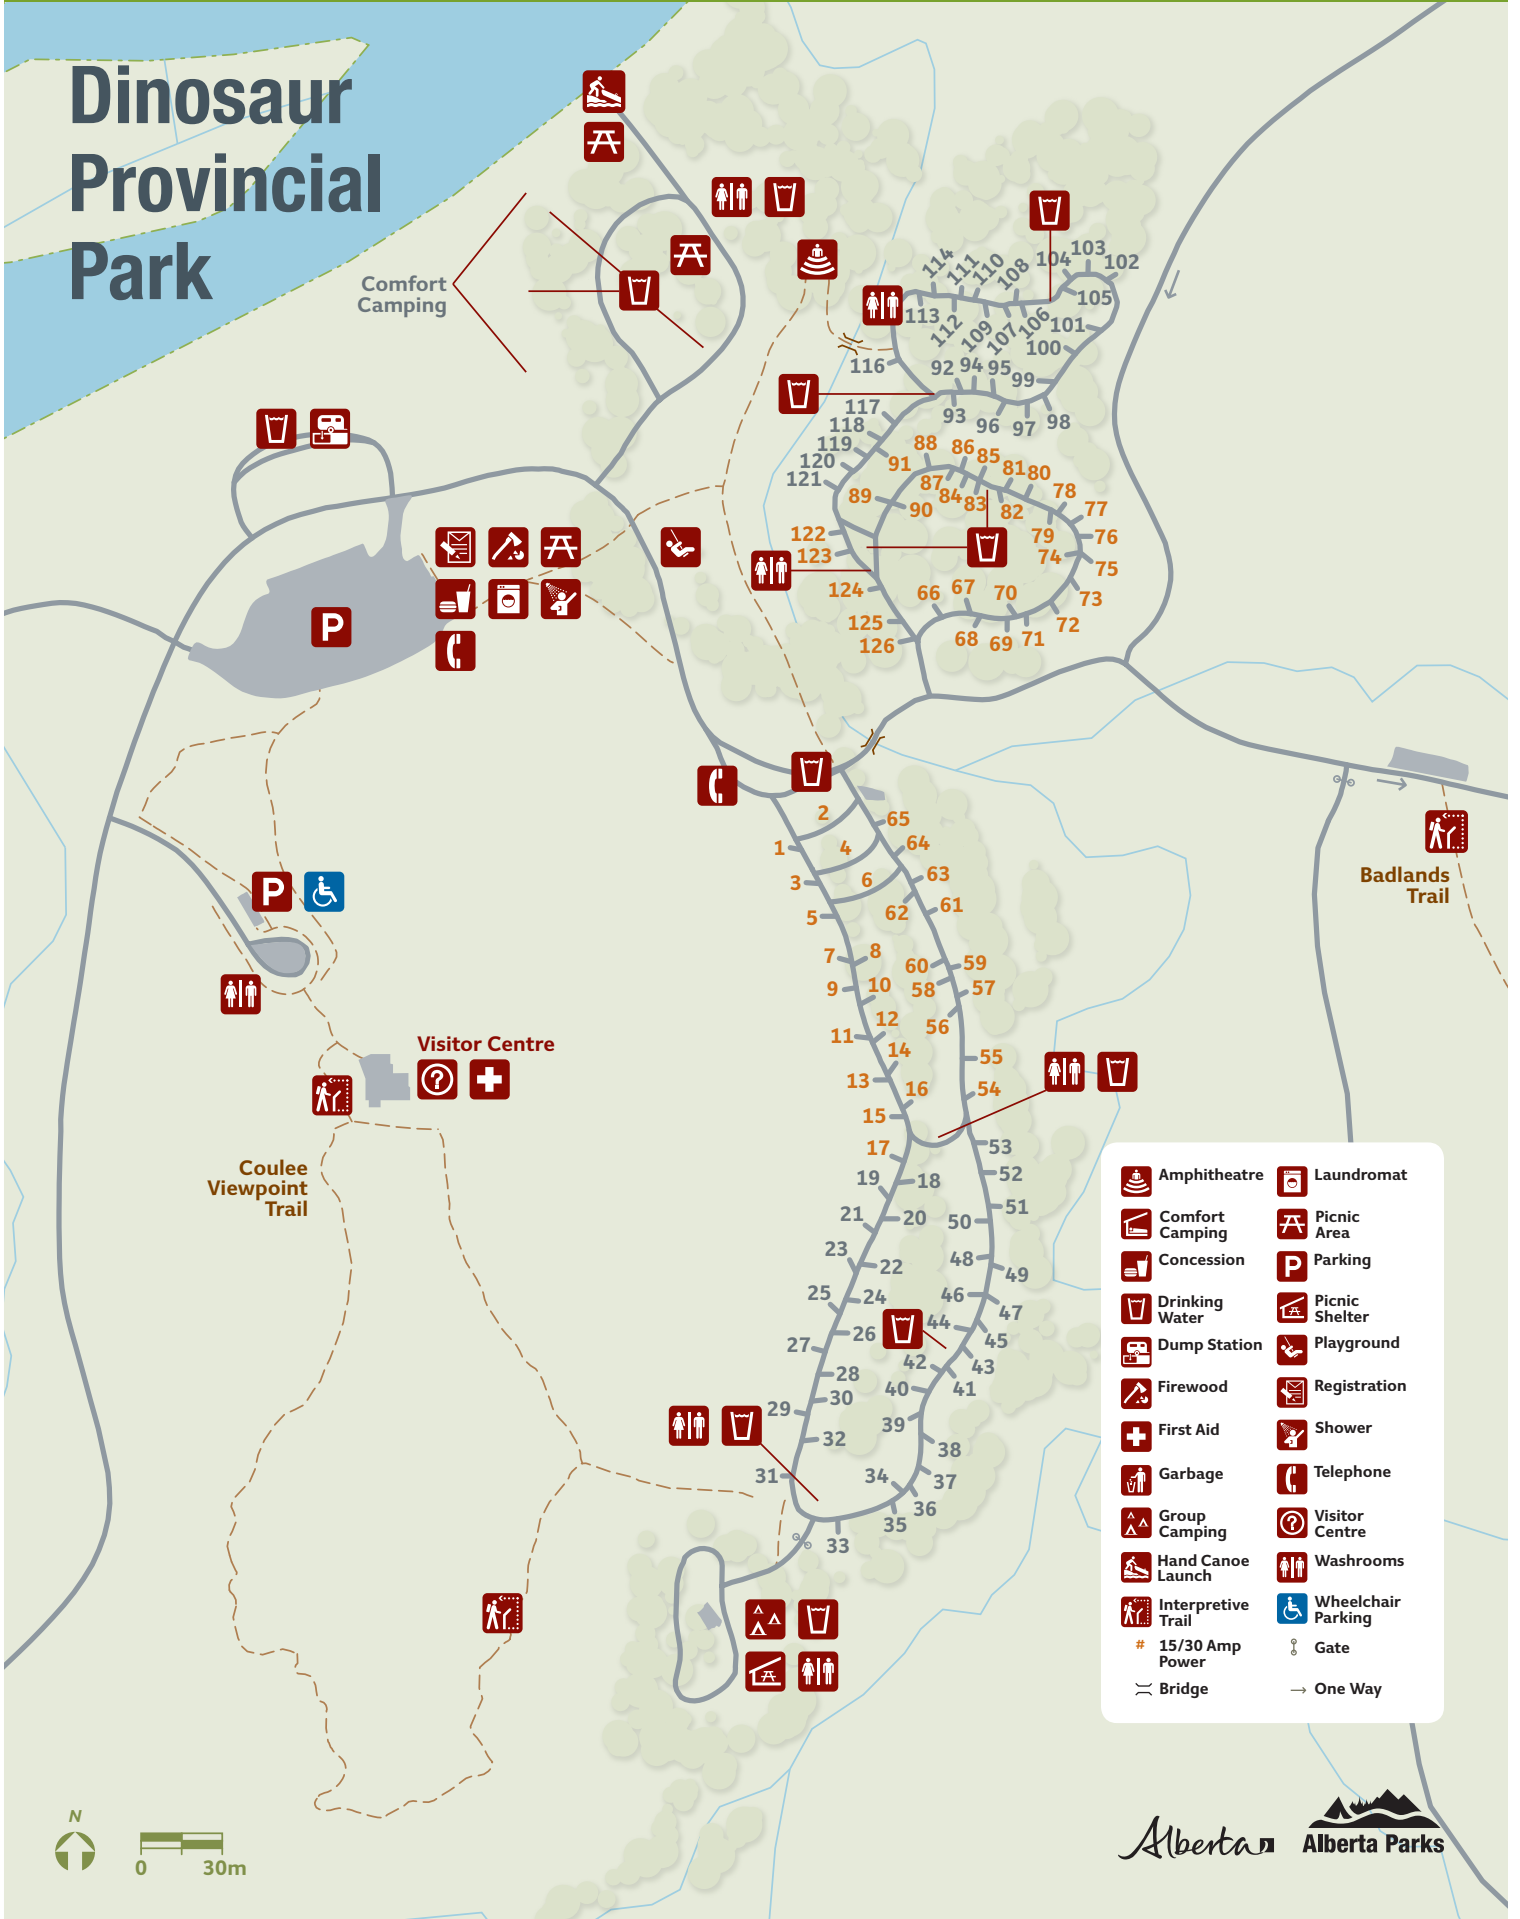 Dinosaur
Provincial
Park
Comfort
Camping
114
111
110
108
104
103
102
113
112
109
107
106
105
101
100
116
92
94
95
99
117
93
96
97
98
118
119
120
121
88
86
85
81
80
91
87
84
83
82
78
77
89
90
79
76
122
123
74
75
124
66
67
70
73
125
126
68
69
71
72
P
2
65
1
4
64
3
6
63
5
62
61
7
8
60
59
9
10
58
57
11
12
56
14
55
13
16
54
15
17
53
19
18
52
21
20
50
51
23
22
48
49
25
24
46
47
26
44
45
27
42
43
28
40
41
30
29
39
32
38
31
34
37
36
35
33
P
Visitor Centre
?
Coulee
Viewpoint
Trail
Badlands
Trail
Amphitheatre
Laundromat
Comfort
Camping
Picnic
Area
Concession
P
Parking
Drinking
Water
Picnic
Shelter
Dump Station
Playground
Firewood
Registration
First Aid
Shower
Garbage
Telephone
Group
Camping
?
Visitor
Centre
Hand Canoe
Launch
Washrooms
Interpretive
Trail
Wheelchair
Parking
# 15/30 Amp
Power
Gate
Bridge
One Way
N
0 30m
Alberta
Alberta Parks